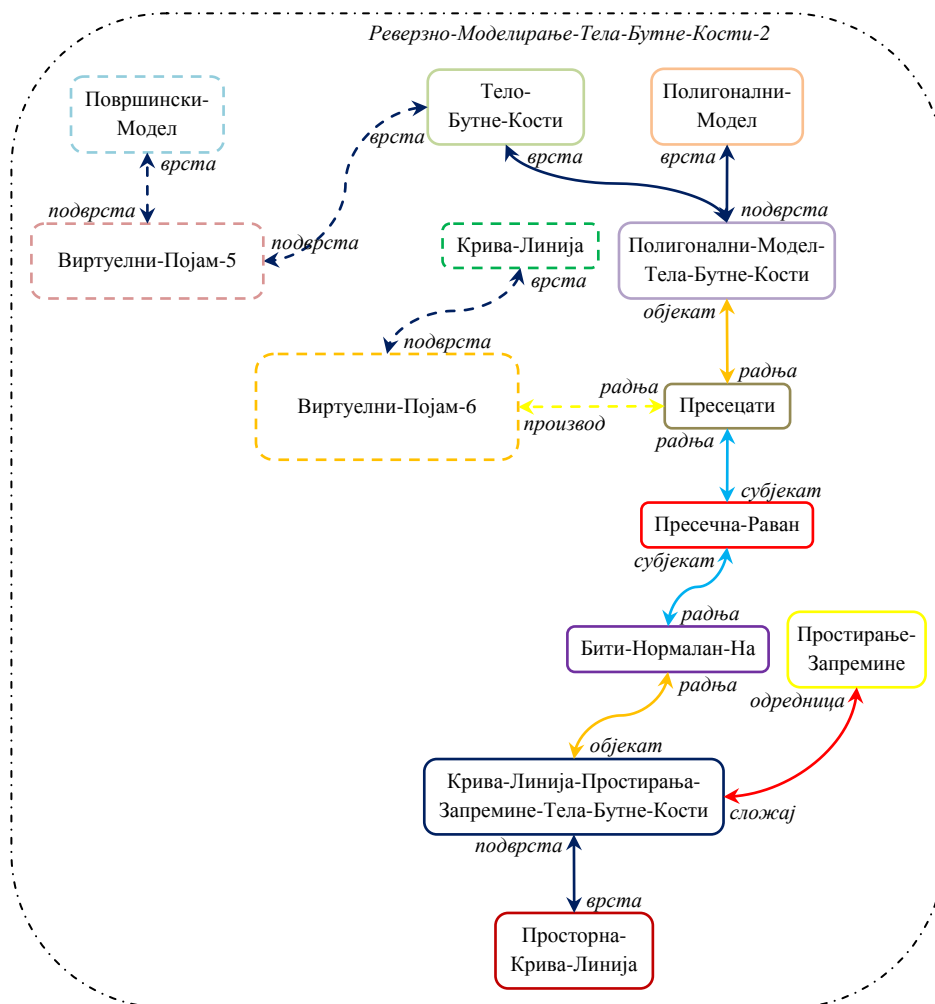 Реверзно-Моделирање-Тела-Бутне-Кости-2
Површински-
Модел
Тело-
Бутне-Кости
Полигонални-
Модел
врста
врста
врста
врста
подврста
подврста
подврста
Виртуелни-Појам-5
Крива-Линија
Полигонални-Модел-
Тела-Бутне-Кости
врста
објекат
подврста
радња
радња
Виртуелни-Појам-6
Пресецати
производ
радња
субјекат
Пресечна-Раван
субјекат
радња
Бити-Нормалан-На
Простирање-
Запремине
радња
одредница
објекат
Крива-Линија-Простирања-
Запремине-Тела-Бутне-Кости
сложај
подврста
врста
Просторна-
Крива-Линија